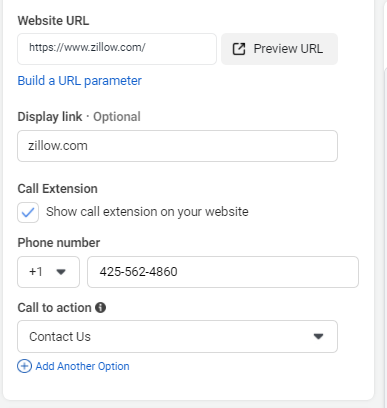 Website URL
https://www.zillow.com/
Preview URL
Build a URL parameter
Display link · Optional
zillow.com
Call Extension
Show call extension on your website
Phone number
+1
425-562-4860
Call to action
Contact Us
Add Another Option